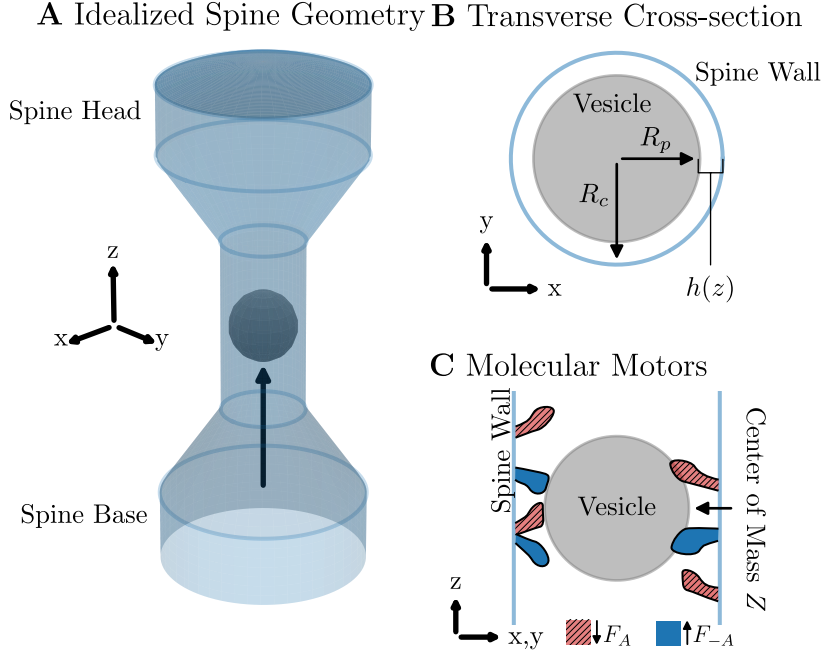 A Idealized Spine Geometry
Spine Head
z
x
y
Spine Base
B Transverse Cross-section
Spine Wall
Vesicle
R_p
R_c
y
x
h(z)
C Molecular Motors
Spine Wall
Vesicle
Center of Mass Z
z
x,y
↓F_A
↑F_{-A}